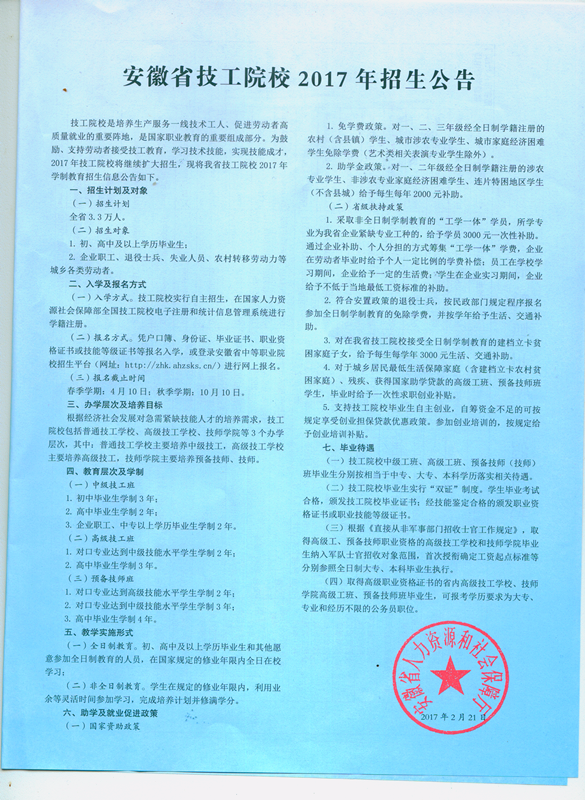 安徽省技工院校 2017 年招生公告
技工院校是培养生产服务一线技术工人、促进劳动者高
质量就业的重要阵地，是国家职业教育的重要组成部分。为鼓
励、支持劳动者接受技工教育，学习技术技能，实现技能成才，
2017 年技工院校将继续扩大招生，现将我省技工院校 2017 年
学制教育招生信息公告如下。
一、招生计划及对象
（一）招生计划
全省 3.3 万人。
（二）招生对象
1. 初、高中及以上学历毕业生；
2. 企业职工、退役士兵、失业人员、农村转移劳动力等
城乡各类劳动者。
二、入学及报名方式
（一）入学方式。技工院校实行自主招生，在国家人力资
源社会保障部全国技工院校电子注册和统计信息管理系统进行
学籍注册。
（二）报名方式。凭户口簿、身份证、毕业证书、职业资
格证书或技能等级证书等报名入学，或登录安徽省中等职业院
校招生平台（网址：http://zhk.ahzsks.cn/）进行网上报名。
（三）报名截止时间
春季学期：4 月 10 日；秋季学期：10 月 10 日。
三、办学层次及培养目标
根据经济社会发展对急需紧缺技能人才的培养需求，技工
院校包括普通技工学校、高级技工学校、技师学院等 3 个办学
层次，其中：普通技工学校主要培养中级技工，高级技工学校
主要培养高级技工，技师学院主要培养预备技师、技师。
四、教育层次及学制
（一）中级技工班
1. 初中毕业生学制 3 年；
2. 高中毕业生学制 2 年；
3. 企业职工、中专以上学历毕业生学制 2 年。
（二）高级技工班
1. 对口专业达到中级技能水平学生学制 2 年；
2. 高中毕业生学制 3 年。
（三）预备技师班
1. 对口专业达到高级技能水平学生学制 2 年；
2. 对口专业达到中级技能水平学生学制 3 年；
3. 高中毕业生学制 4 年。
五、教学实施形式
（一）全日制教育。初、高中及以上学历毕业生和其他愿
意参加全日制教育的人员，在国家规定的修业年限内全日在校
学习；
（二）非全日制教育。学生在规定的修业年限内，利用业
余等灵活时间参加学习，完成培养计划并修满学分。
六、助学及就业促进政策
（一）国家资助政策
1. 免学费政策。对一、二、三年级经全日制学籍注册的
农村（含县镇）学生、城市涉农专业学生、城市家庭经济困难
学生免除学费（艺术类相关表演专业学生除外）。
2. 助学金政策。对一、二年级经全日制学籍注册的涉农
专业学生、非涉农专业家庭经济困难学生、连片特困地区学生
（不含县城）给予每生每年 2000 元补助。
（二）省级扶持政策
1. 采取非全日制学制教育的“工学一体”学员，所学专业
为我省企业紧缺专业工种的，给予学员 3000 元一次性补助。
通过企业补助、个人分担的方式筹集“工学一体”学费，企业
在劳动者毕业时给予个人一定比例的学费补偿；员工在学校学
习期间，企业给予一定的生活费；学生在企业实习期间，企业
给予不低于当地最低工资标准的补助。
2. 符合安置政策的退役士兵，按民政部门规定程序报名
参加全日制学制教育的免除学费，并按学年给予生活、交通补
助。
3. 对在我省技工院校接受全日制学制教育的建档立卡贫
困家庭子女，给予每生每学年 3000 元生活、交通补助。
4. 对于城乡居民最低生活保障家庭（含建档立卡农村贫
困家庭）、残疾、获得国家助学贷款的高级工班、预备技师班
学生，毕业时给予一次性求职创业补贴。
5. 支持技工院校毕业生自主创业，自筹资金不足的可按
规定享受创业担保贷款优惠政策。参加创业培训的，按规定给
予创业培训补贴。
七、毕业待遇
（一）技工院校中级工班、高级工班、预备技师（技师）
班毕业生分别按相当于中专、大专、本科学历落实相关待遇。
（二）技工院校毕业生实行“双证”制度。学生毕业考试
合格，颁发技工院校毕业证书；经技能鉴定合格的颁发职业资
格证书或职业技能等级证书。
（三）根据《直接从非军事部门招收士官工作规定》，取
得高级工、预备技师职业资格的高级技工学校和技师学院毕业
生纳入军队士官招收对象范围，首次授衔确定工资起点标准等
分别参照全日制大专、本科毕业生执行。
（四）取得高级职业资格证书的省内高级技工学校、技师
学院高级工班、预备技师班毕业生，可报考学历要求为大专、
专业和经历不限的公务员职位。
安徽省人力资源和社会保障厅
2017 年 2 月 21 日